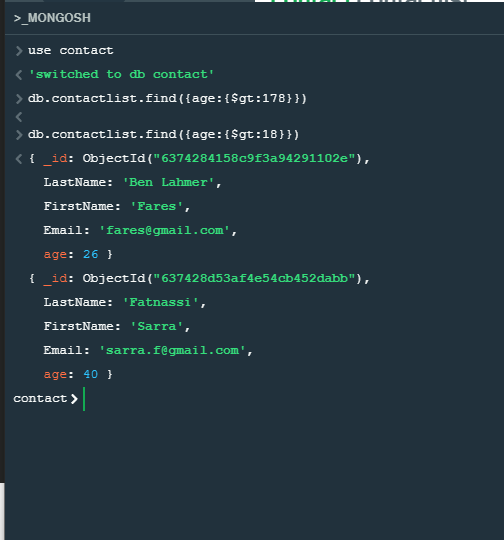 >_MONGOSH
> use contact
< 'switched to db contact'
> db.contactlist.find({age:{$gt:178}})
<
> db.contactlist.find({age:{$gt:18}})
< { _id: ObjectId("6374284158c9f3a94291102e"),
LastName: 'Ben Lahmer',
FirstName: 'Fares',
Email: 'fares@gmail.com',
age: 26 }
{ _id: ObjectId("637428d53af4e54cb452dabb"),
LastName: 'Fatnassi',
FirstName: 'Sarra',
Email: 'sarra.f@gmail.com',
age: 40 }
contact>